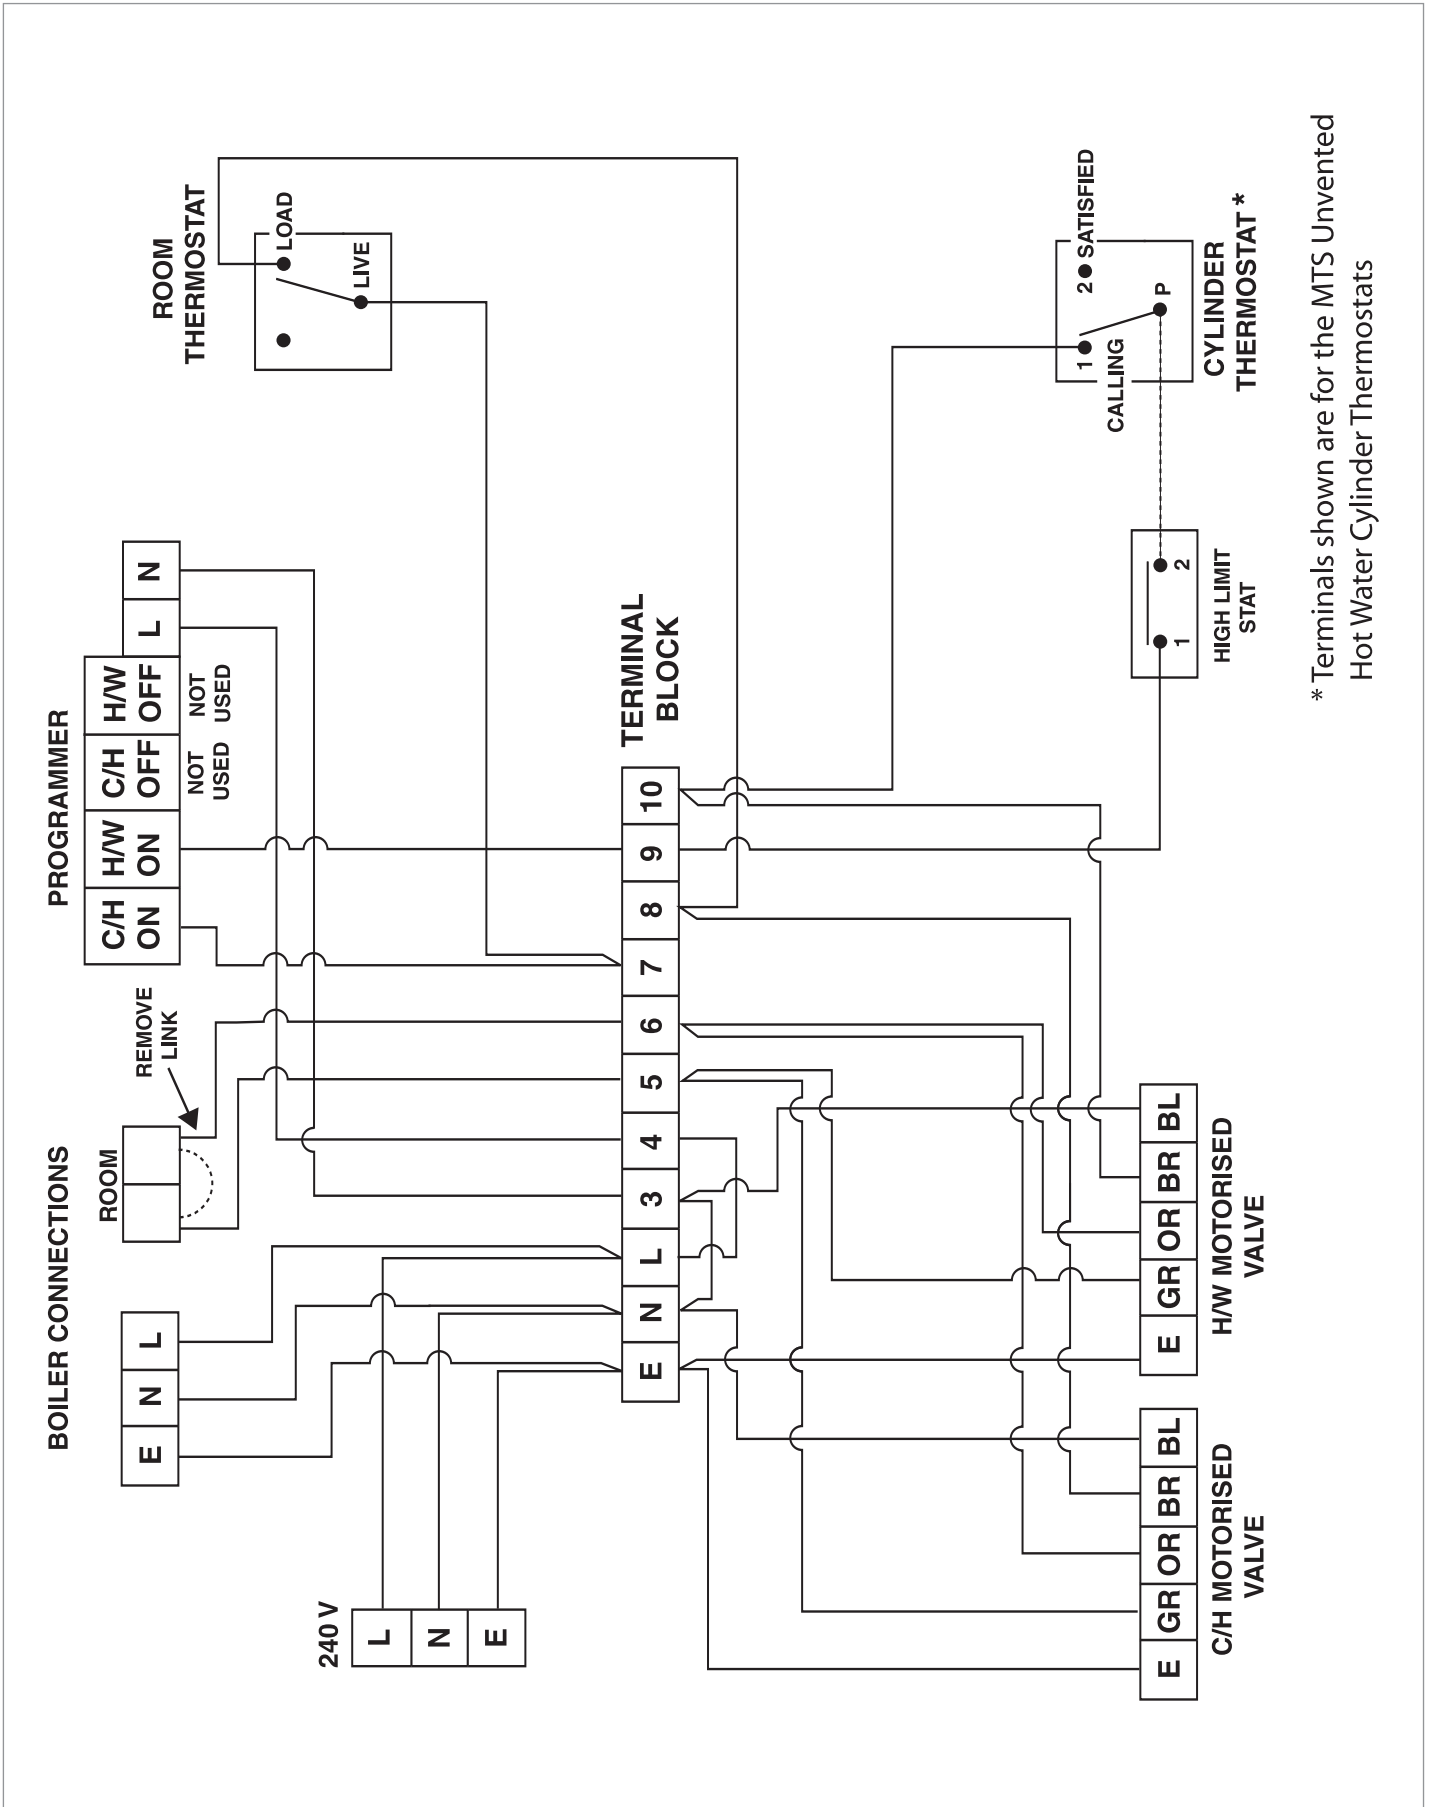 BOILER CONNECTIONS
E
N
L
ROOM
REMOVE
LINK
PROGRAMMER
C/H
ON
H/W
ON
C/H
OFF
H/W
OFF
L
N
NOT
USED
NOT
USED
ROOM
THERMOSTAT
LOAD
LIVE
240 V
L
N
E
TERMINAL
BLOCK
E
N
L
3
4
5
6
7
8
9
10
E
GR
OR
BR
BL
C/H MOTORISED
VALVE
E
GR
OR
BR
BL
H/W MOTORISED
VALVE
1
2
HIGH LIMIT
STAT
1
CALLING
2
SATISFIED
P
CYLINDER
THERMOSTAT *
* Terminals shown are for the MTS Unvented
Hot Water Cylinder Thermostats